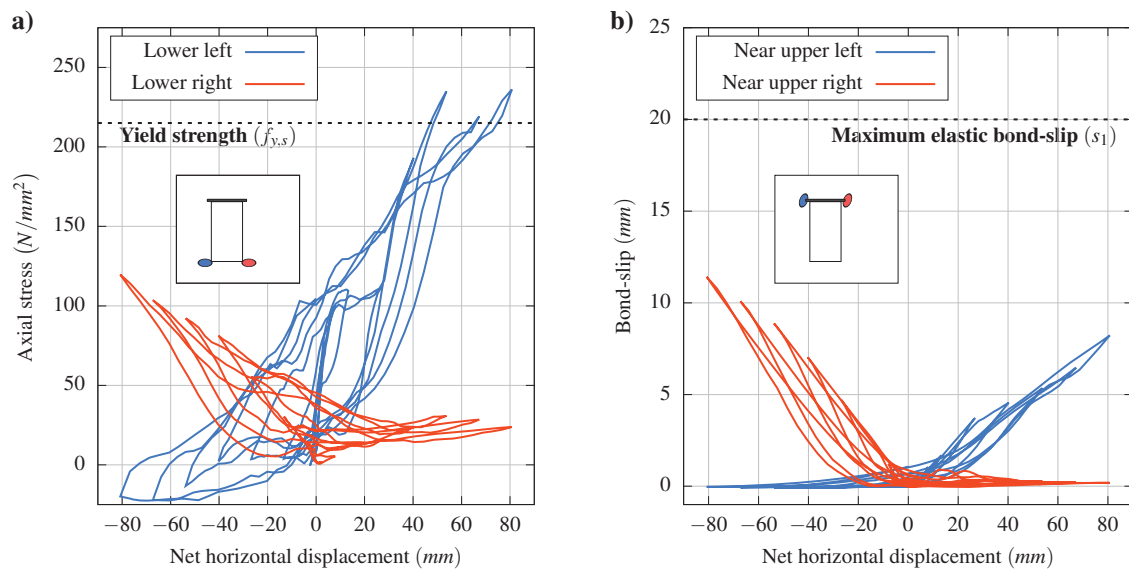 a)
Lower left
Lower right
Yield strength (f_{y,s})
250
200
150
100
50
0
−80 −60 −40 −20 0 20 40 60 80
Axial stress (N/mm²)
Net horizontal displacement (mm)
b)
Near upper left
Near upper right
Maximum elastic bond-slip (s₁)
25
20
15
10
5
0
−80 −60 −40 −20 0 20 40 60 80
Bond-slip (mm)
Net horizontal displacement (mm)